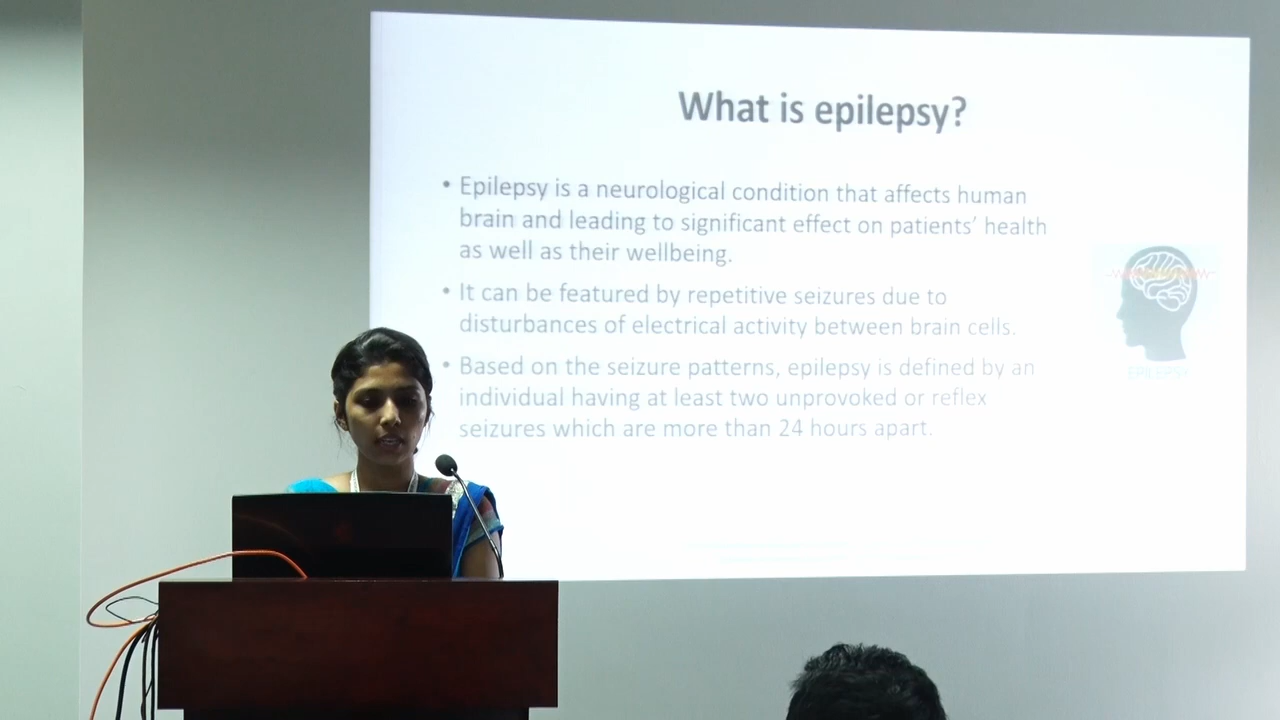 What is epilepsy?
• Epilepsy is a neurological condition that affects human
brain and leading to significant effect on patients’ health
as well as their wellbeing.
• It can be featured by repetitive seizures due to
disturbances of electrical activity between brain cells.
• Based on the seizure patterns, epilepsy is defined by an
individual having at least two unprovoked or reflex
seizures which are more than 24 hours apart.
EPILEPSY